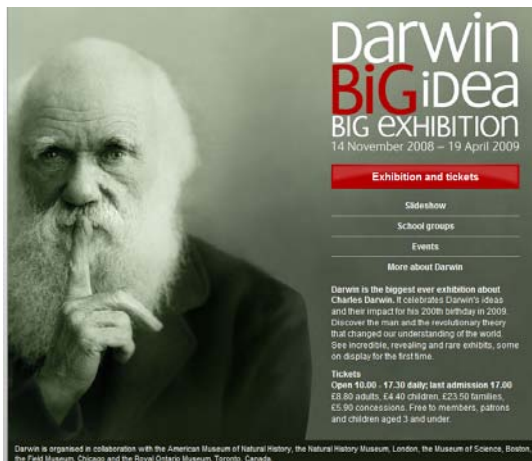 Darwin
BiG iDea
BIG eXHIBITION
14 November 2008 – 19 April 2009
Exhibition and tickets
Slideshow
School groups
Events
More about Darwin
Darwin is the biggest ever exhibition about
Charles Darwin. It celebrates Darwin's ideas
and their impact for his 200th birthday in 2009.
Discover the man and the revolutionary theory
that changed our understanding of the world.
See incredible, revealing and rare exhibits, some
on display for the first time.
Tickets
Open 10.00 - 17.30 daily; last admission 17.00
£8.80 adults, £4.40 children, £23.50 families,
£5.90 concessions. Free to members, patrons
and children aged 3 and under.
Darwin is organised in collaboration with the American Museum of Natural History, the Natural History Museum, London, the Museum of Science, Boston,
the Field Museum, Chicago and the Royal Ontario Museum, Toronto, Canada.